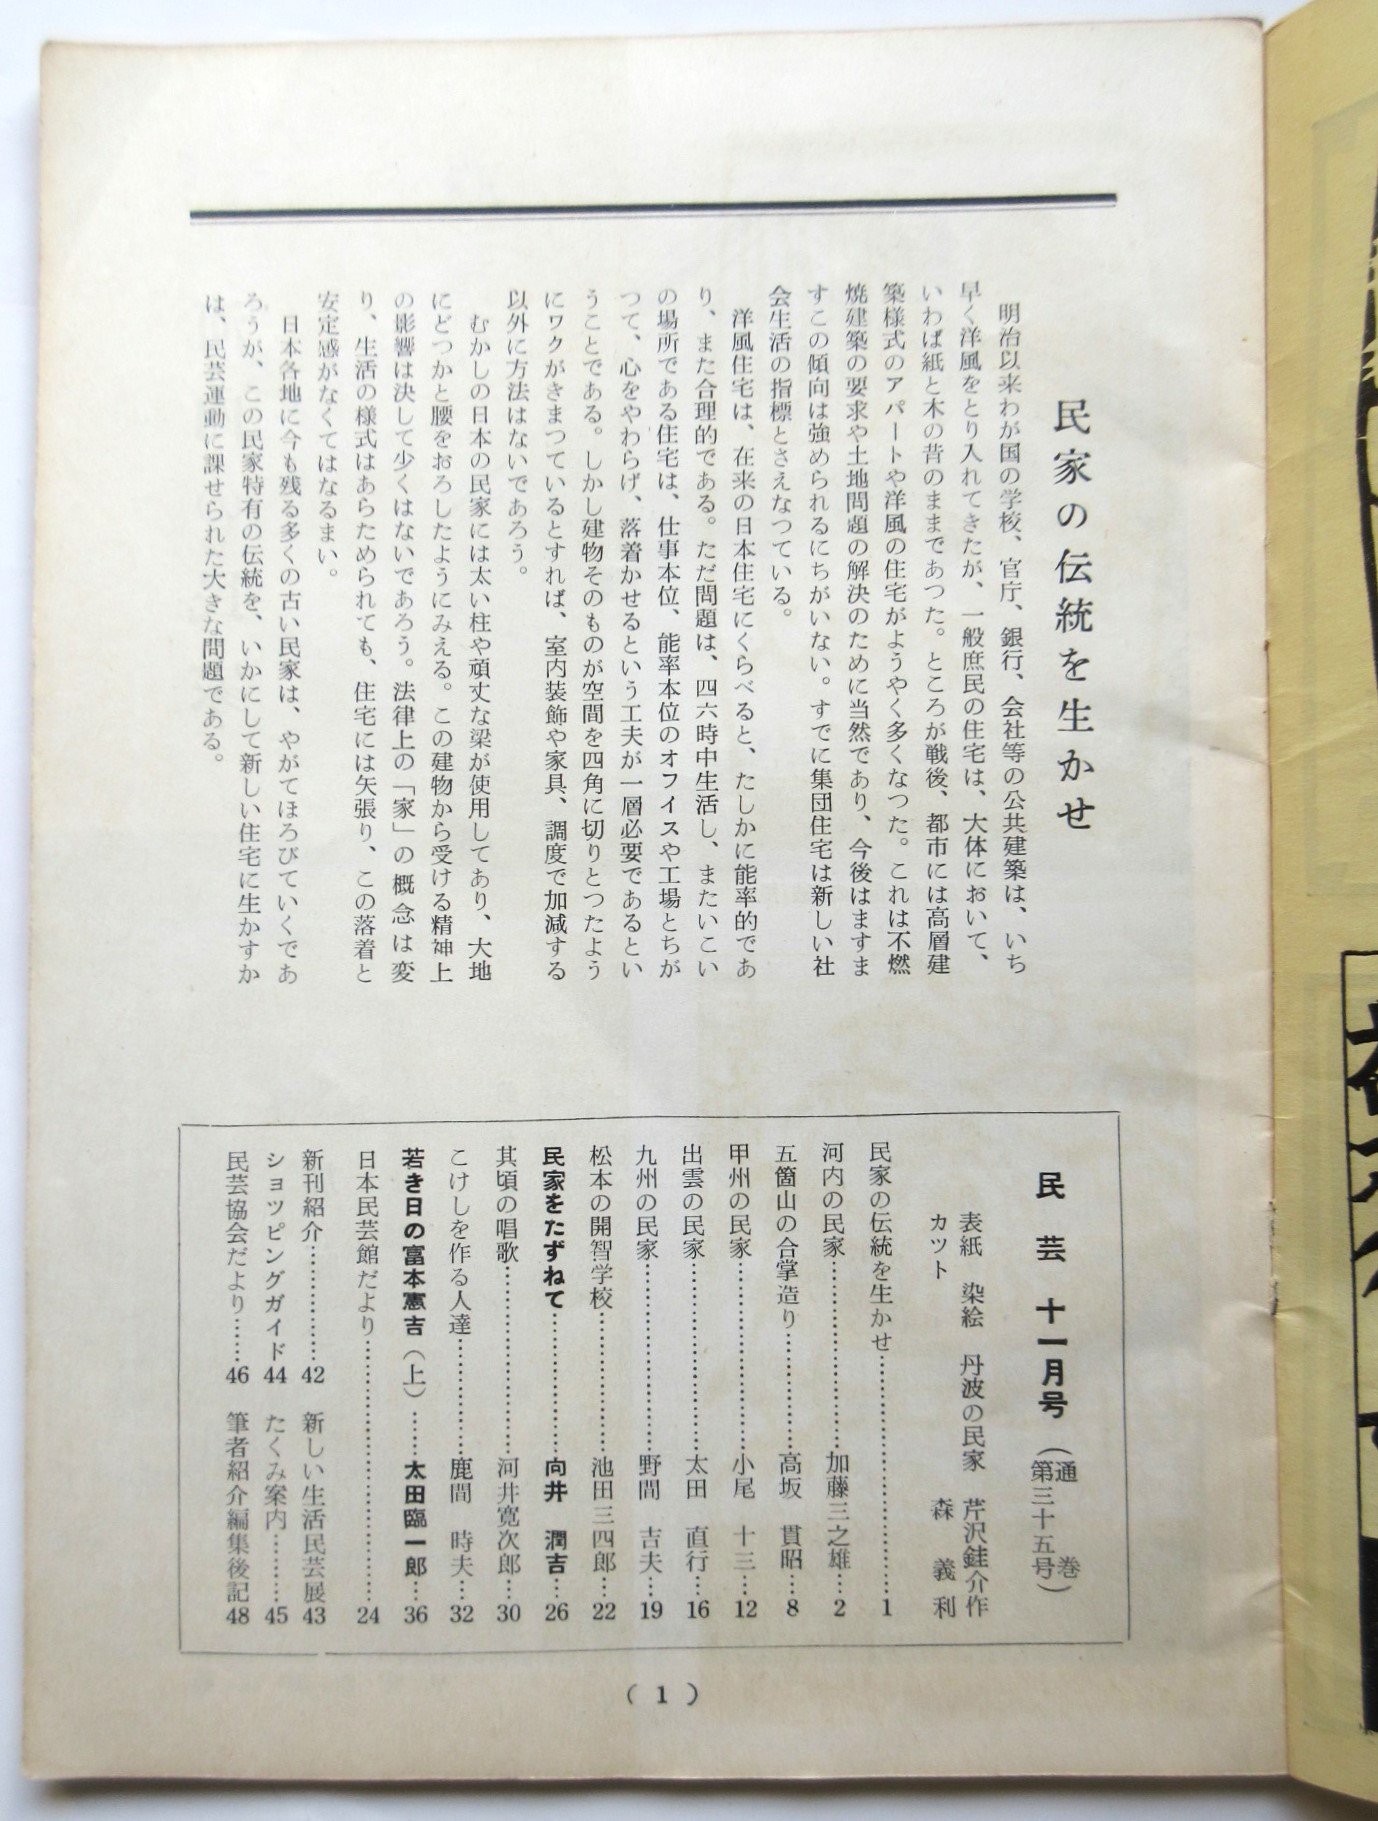 民家の伝統を生かせ
明治以来わが国の学校、官庁、銀行、会社等の公共建築は、いち
早く洋風をとり入れてきたが、一般庶民の住宅は、大体において、
いわば紙と木の昔のままであつた。ところが戦後、都市には高層建
築様式のアパートや洋風の住宅がようやく多くなつた。これは不燃
焼建築の要求や土地問題の解決のために当然であり、今後はますま
すこの傾向は強められるにちがいない。すでに集団住宅は新しい社
会生活の指標とさえなつている。
洋風住宅は、在来の日本住宅にくらべると、たしかに能率的であ
り、また合理的である。ただ問題は、四六時中生活し、またいこい
の場所である住宅は、仕事本位、能率本位のオフイスや工場とちが
つて、心をやわらげ、落着かせるという工夫が一層必要であるとい
うことである。しかし建物そのものが空間を四角に切りとつたよう
にワクがきまつているとすれば、室内装飾や家具、調度で加減する
以外に方法はないであろう。
むかしの日本の民家には太い柱や頑丈な梁が使用してあり、大地
にどつかと腰をおろしたようにみえる。この建物から受ける精神上
の影響は決して少くはないであろう。法律上の「家」の概念は変
り、生活の様式はあらためられても、住宅には矢張り、この落着と
安定感がなくてはなるまい。
日本各地に今も残る多くの古い民家は、やがてほろびていくであ
ろうが、この民家特有の伝統を、いかにして新しい住宅に生かすか
は、民芸運動に課せられた大きな問題である。
民芸 十一月号（通巻第三十五号）
表紙 染絵 丹波の民家 芹沢銈介作
カツト 森義利
民家の伝統を生かせ……………………1
河内の民家……………加藤三之雄…2
五箇山の合掌造り………高坂 貫昭…8
甲州の民家……………小尾 十三…12
出雲の民家……………太田 直行…16
九州の民家……………野間 吉夫…19
松本の開智学校…………池田三四郎…22
民家をたずねて…………向井 潤吉…26
其頃の唱歌……………河井寛次郎…30
こけしを作る人達………鹿間 時夫…32
若き日の富本憲吉（上）……太田臨一郎…36
日本民芸館だより……………………24
新刊紹介…………42 新しい生活民芸展43
シヨツピングガイド44 たくみ案内………45
民芸協会だより……46 筆者紹介編集後記48
（1）